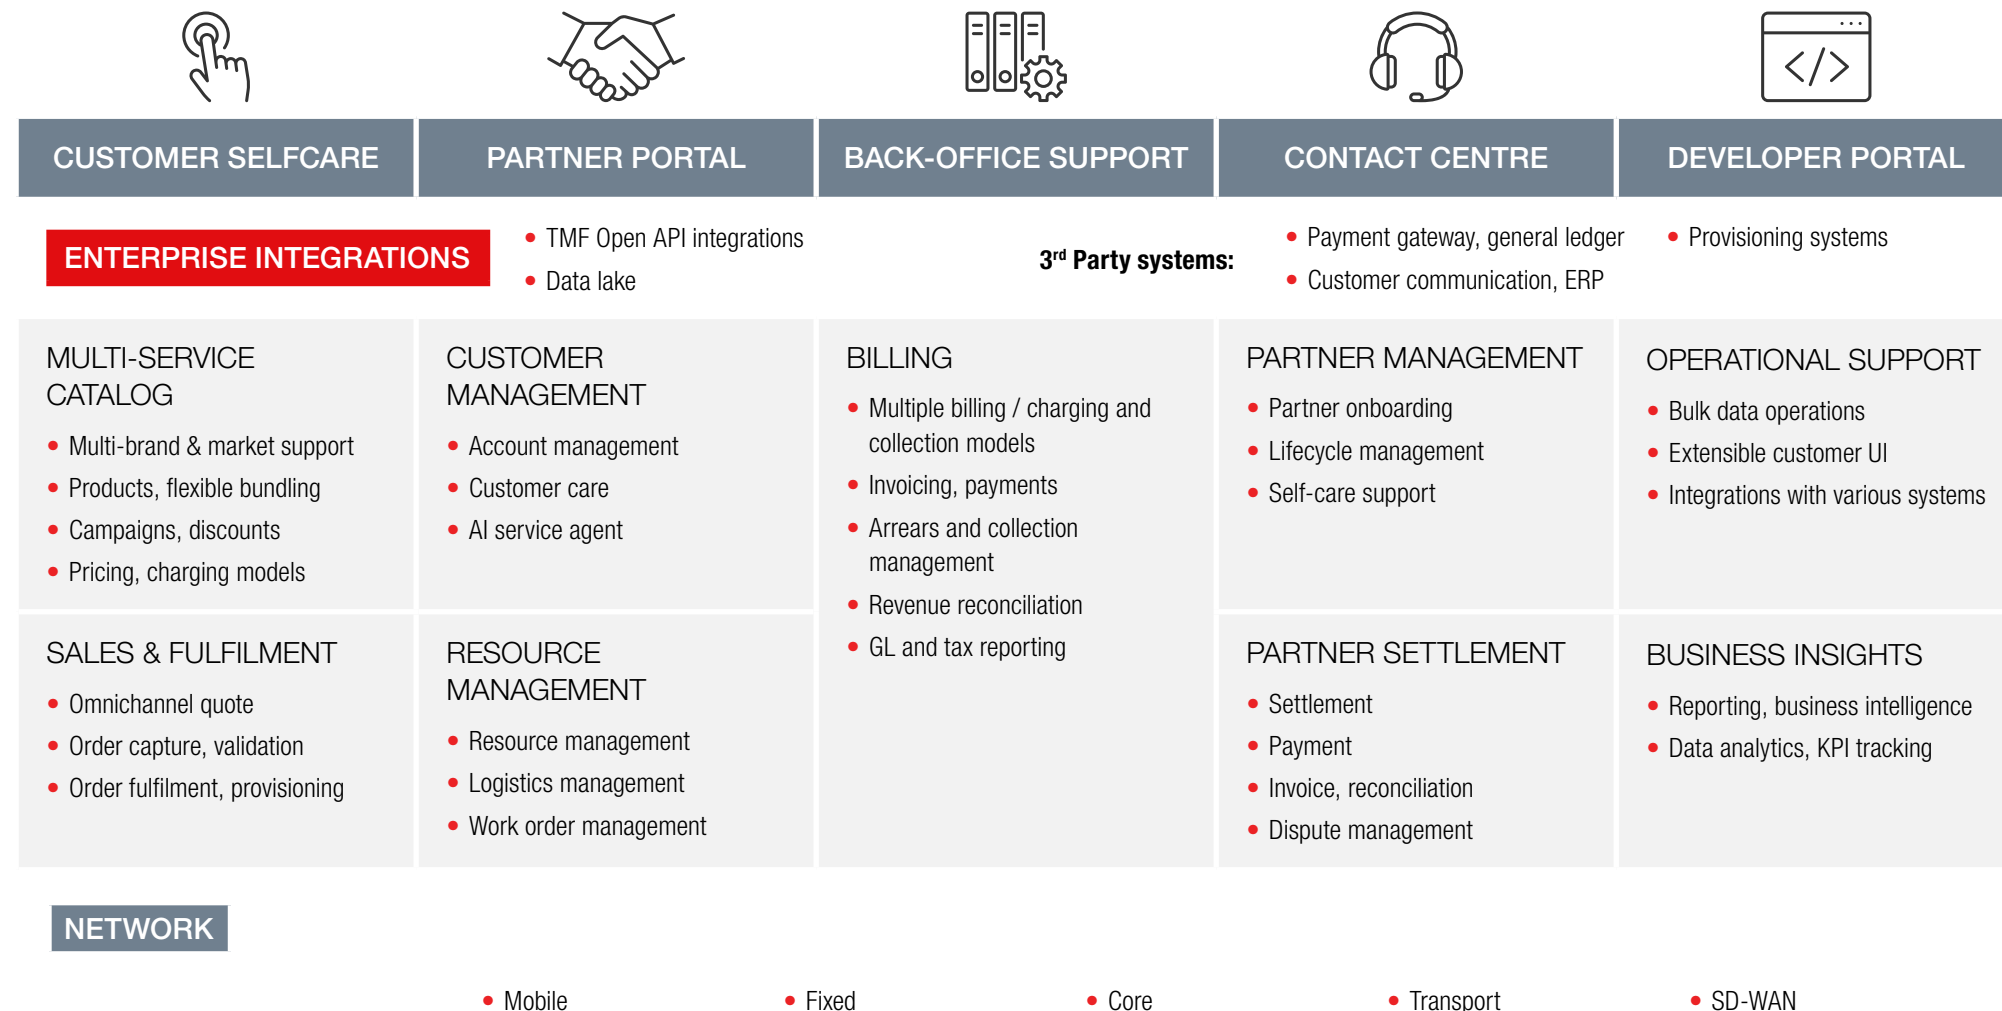 CUSTOMER SELFCARE
PARTNER PORTAL
BACK-OFFICE SUPPORT
CONTACT CENTRE
DEVELOPER PORTAL
ENTERPRISE INTEGRATIONS
• TMF Open API integrations
• Data lake
3rd Party systems:
• Payment gateway, general ledger
• Customer communication, ERP
• Provisioning systems
MULTI-SERVICE
CATALOG
• Multi-brand & market support
• Products, flexible bundling
• Campaigns, discounts
• Pricing, charging models
CUSTOMER
MANAGEMENT
• Account management
• Customer care
• AI service agent
BILLING
• Multiple billing / charging and
collection models
• Invoicing, payments
• Arrears and collection
management
• Revenue reconciliation
• GL and tax reporting
PARTNER MANAGEMENT
• Partner onboarding
• Lifecycle management
• Self-care support
OPERATIONAL SUPPORT
• Bulk data operations
• Extensible customer UI
• Integrations with various systems
SALES & FULFILMENT
• Omnichannel quote
• Order capture, validation
• Order fulfilment, provisioning
RESOURCE
MANAGEMENT
• Resource management
• Logistics management
• Work order management
PARTNER SETTLEMENT
• Settlement
• Payment
• Invoice, reconciliation
• Dispute management
BUSINESS INSIGHTS
• Reporting, business intelligence
• Data analytics, KPI tracking
NETWORK
• Mobile
• Fixed
• Core
• Transport
• SD-WAN